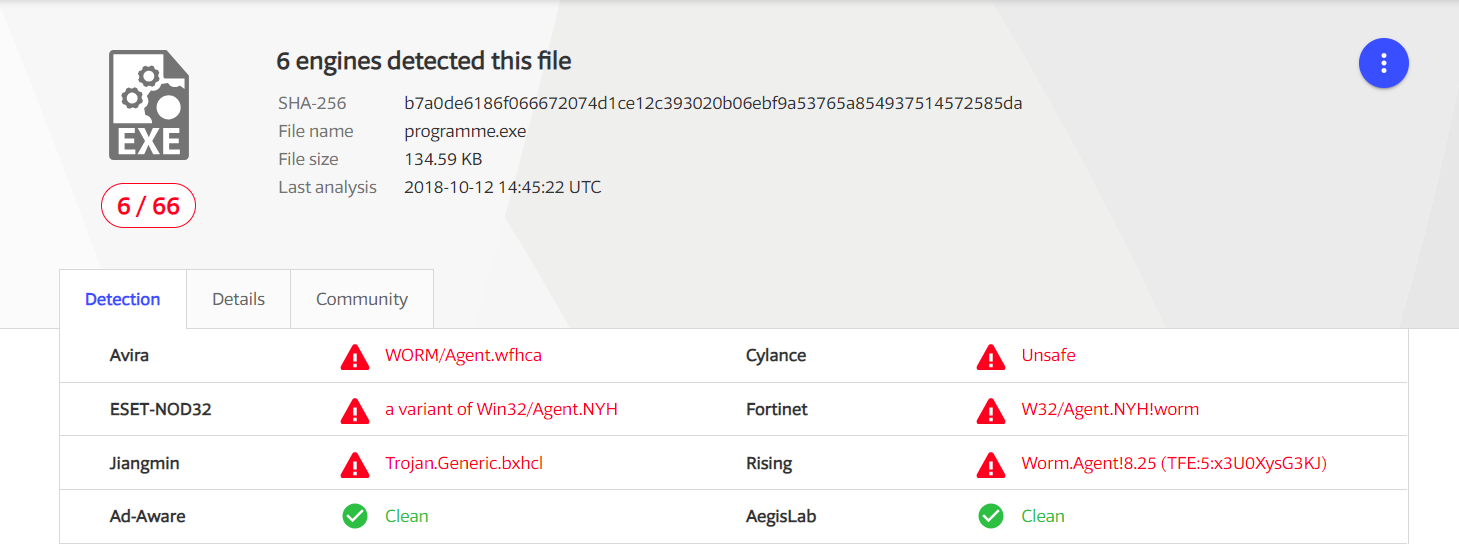 6 engines detected this file
SHA-256 b7a0de6186f066672074d1ce12c393020b06ebf9a53765a854937514572585da
File name programme.exe
File size 134.59 KB
Last analysis 2018-10-12 14:45:22 UTC
EXE
6 / 66
Detection Details Community
Avira WORM/Agent.wfhca Cylance Unsafe
ESET-NOD32 a variant of Win32/Agent.NYH Fortinet W32/Agent.NYH!worm
Jiangmin Trojan.Generic.bxhcl Rising Worm.Agent!8.25 (TFE:5:x3U0XysG3KJ)
Ad-Aware Clean AegisLab Clean